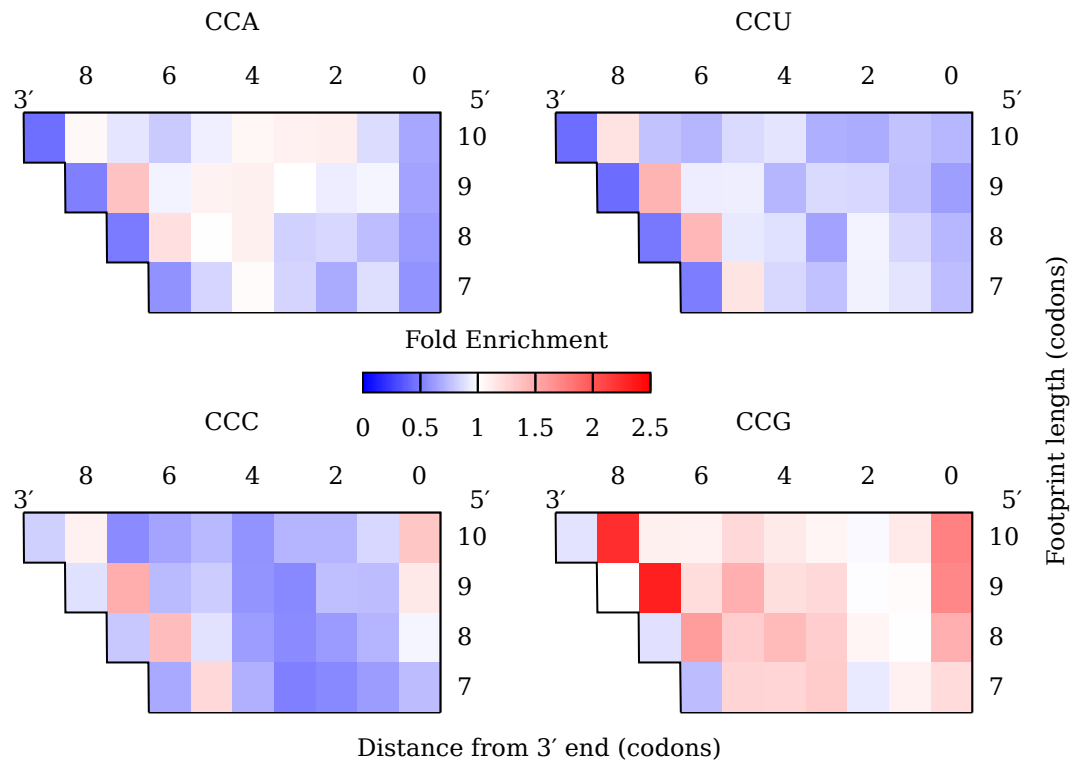 CCA CCU
8 6 4 2 0 8 6 4 2 0
3′ 5′ 3′ 5′
10 10
9 9
8 8
7 7
Fold Enrichment
0 0.5 1 1.5 2 2.5
CCC CCG
8 6 4 2 0 8 6 4 2 0
3′ 5′ 3′ 5′
10 10
9 9
8 8
7 7
Distance from 3′ end (codons)
Footprint length (codons)